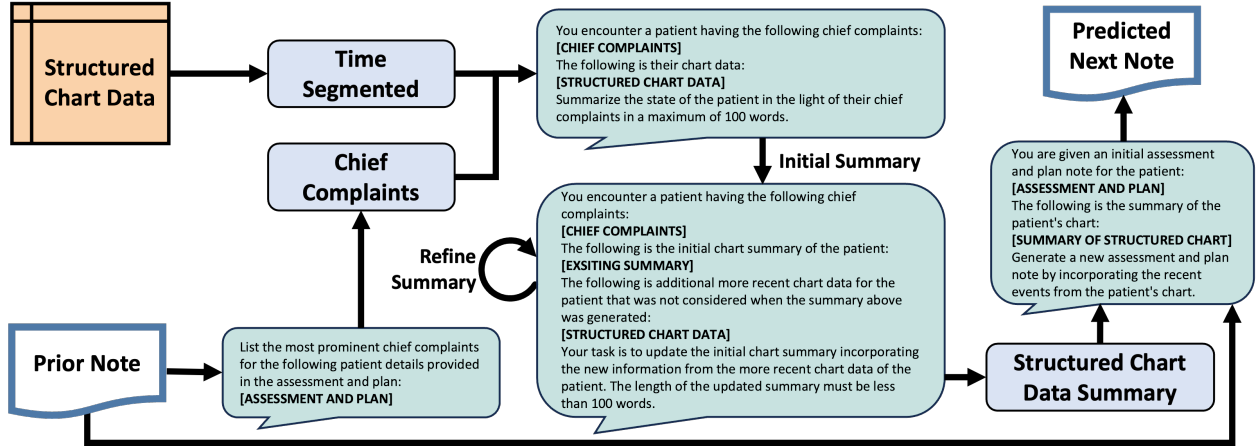 Structured
Chart Data
Time
Segmented
Chief
Complaints
You encounter a patient having the following chief complaints:
[CHIEF COMPLAINTS]
The following is their chart data:
[STRUCTURED CHART DATA]
Summarize the state of the patient in the light of their chief
complaints in a maximum of 100 words.
Initial Summary
You encounter a patient having the following chief
complaints:
[CHIEF COMPLAINTS]
The following is the initial chart summary of the patient:
[EXSITING SUMMARY]
The following is additional more recent chart data for the
patient that was not considered when the summary above
was generated:
[STRUCTURED CHART DATA]
Your task is to update the initial chart summary incorporating
the new information from the more recent chart data of the
patient. The length of the updated summary must be less
than 100 words.
Refine
Summary
Prior Note
List the most prominent chief complaints
for the following patient details provided
in the assessment and plan:
[ASSESSMENT AND PLAN]
Predicted
Next Note
You are given an initial assessment
and plan note for the patient:
[ASSESSMENT AND PLAN]
The following is the summary of the
patient's chart:
[SUMMARY OF STRUCTURED CHART]
Generate a new assessment and plan
note by incorporating the recent
events from the patient's chart.
Structured Chart
Data Summary